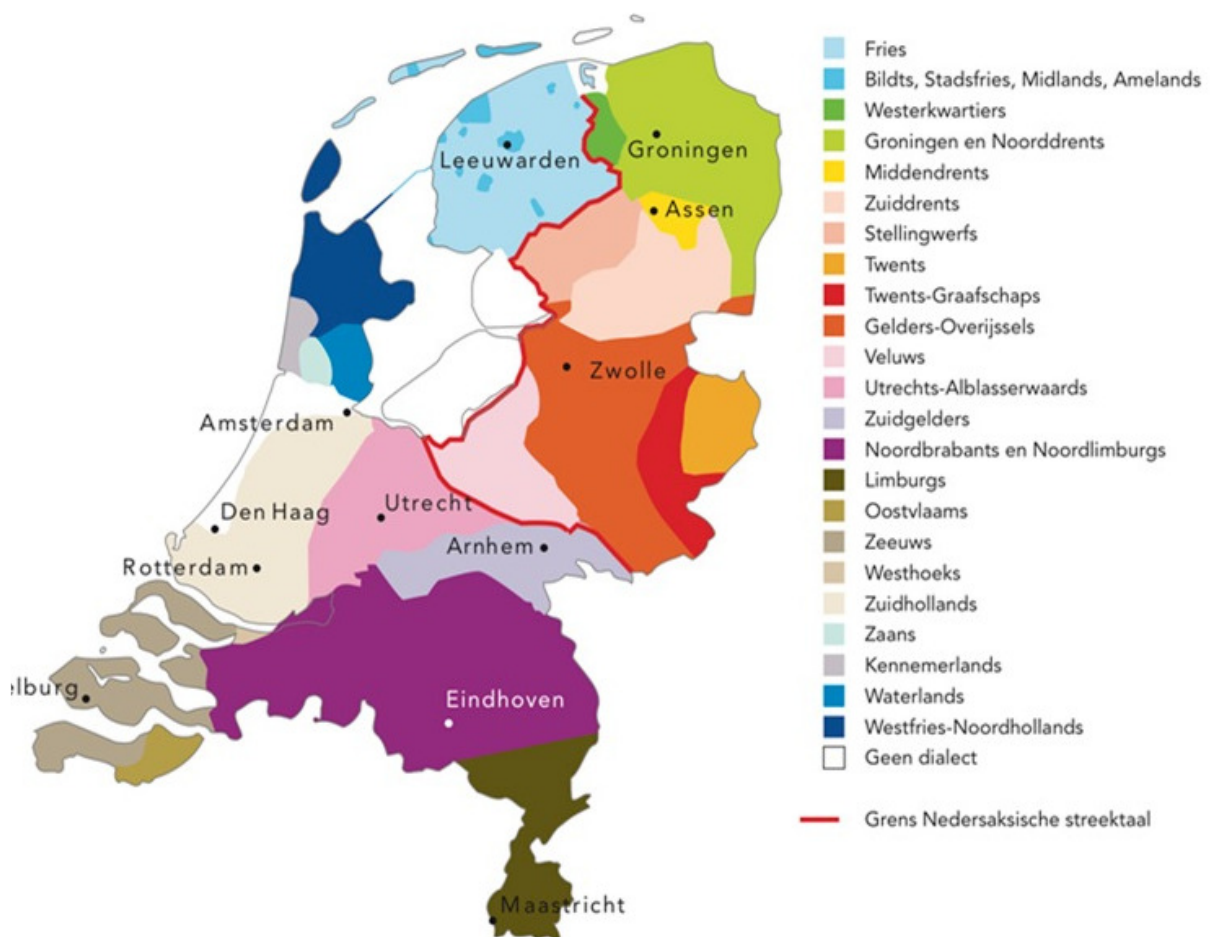 Leeuwarden
Groningen
Assen
Zwolle
Amsterdam
Den Haag
Utrecht
Arnhem
Rotterdam
elburg
Eindhoven
Maastricht
Fries
Bildts, Stadsfries, Midlands, Amelands
Westerkwartiers
Groningen en Noorddrents
Middendrents
Zuiddrents
Stellingwerfs
Twents
Twents-Graafschaps
Gelders-Overijssels
Veluws
Utrechts-Alblasserwaards
Zuidgelders
Noordbrabants en Noordlimburgs
Limburgs
Oostvlaams
Zeeuws
Westhoeks
Zuidhollands
Zaans
Kennemerlands
Waterlands
Westfries-Noordhollands
Geen dialect
Grens Nedersaksische streektaal